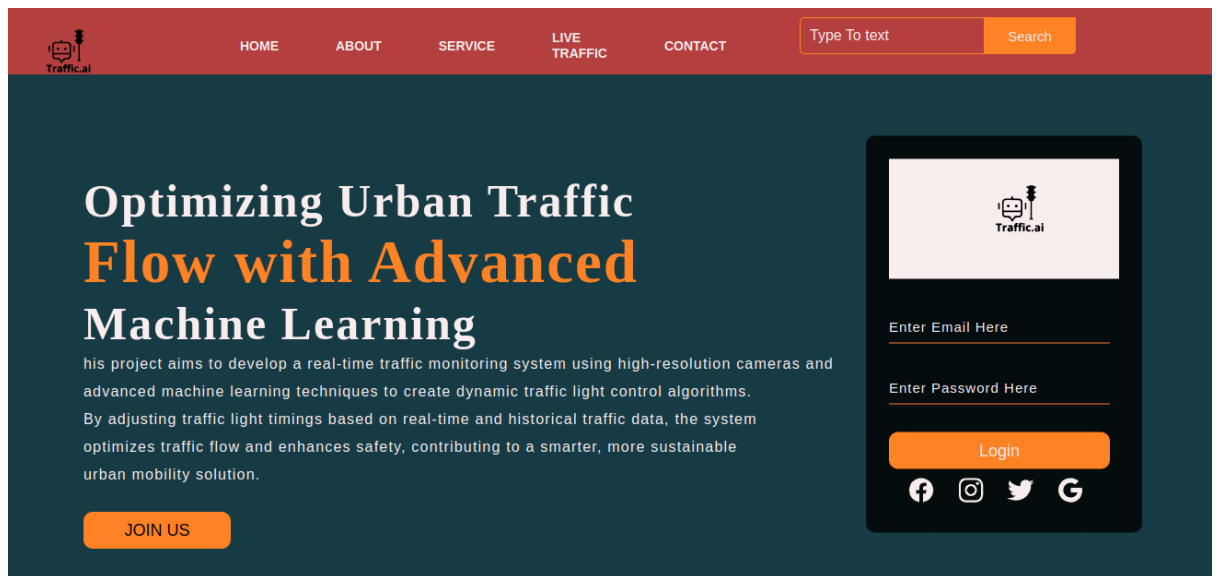 Traffic.ai
HOME
ABOUT
SERVICE
LIVE
TRAFFIC
CONTACT
Type To text
Search
Optimizing Urban Traffic
Flow with Advanced
Machine Learning
his project aims to develop a real-time traffic monitoring system using high-resolution cameras and
advanced machine learning techniques to create dynamic traffic light control algorithms.
By adjusting traffic light timings based on real-time and historical traffic data, the system
optimizes traffic flow and enhances safety, contributing to a smarter, more sustainable
urban mobility solution.
JOIN US
Traffic.ai
Enter Email Here
Enter Password Here
Login